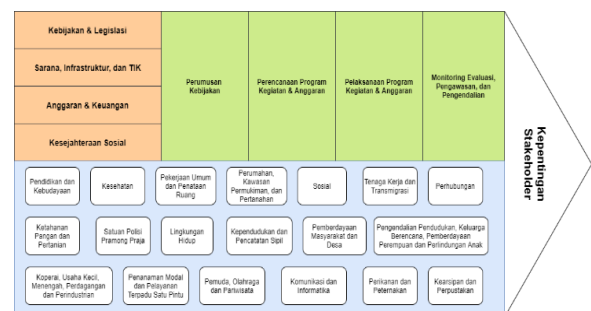 Kebijakan & Legislasi
Sarana, Infrastruktur, dan TIK
Anggaran & Keuangan
Kesejahteraan Sosial
Perumusan
Kebijakan
Perencanaan Program
Kegiatan & Anggaran
Pelaksanaan Program
Kegiatan & Anggaran
Monitoring Evaluasi,
Pengawasan, dan
Pengendalian
Kepentingan
Stakeholder
Pendidikan dan
Kebudayaan
Kesehatan
Pekerjaan Umum
dan Penataan
Ruang
Perumahan,
Kawasan
Permukiman, dan
Pertanahan
Sosial
Tenaga Kerja dan
Transmigrasi
Perhubungan
Katahanan
Pangan dan
Pertanian
Satuan Polisi
Pramong Praja
Lingkungan
Hidup
Kependudukan dan
Pencatatan Sipil
Pemberdayaan
Masyarakat dan
Desa
Pengendalian Pendudukan, Keluarga
Berencana, Pemberdayaan
Perempuan dan Perlindungan Anak
Koperai, Usaha Kecil,
Menengah, Perdagangan
dan Perindustrian
Penanaman Modal
dan Pelayanan
Terpadu Satu Pintu
Pemuda, Olahraga
dan Pariwisata
Komunikasi dan
Informatika
Perikanan dan
Peternakan
Kearsipan dan
Perpustakan